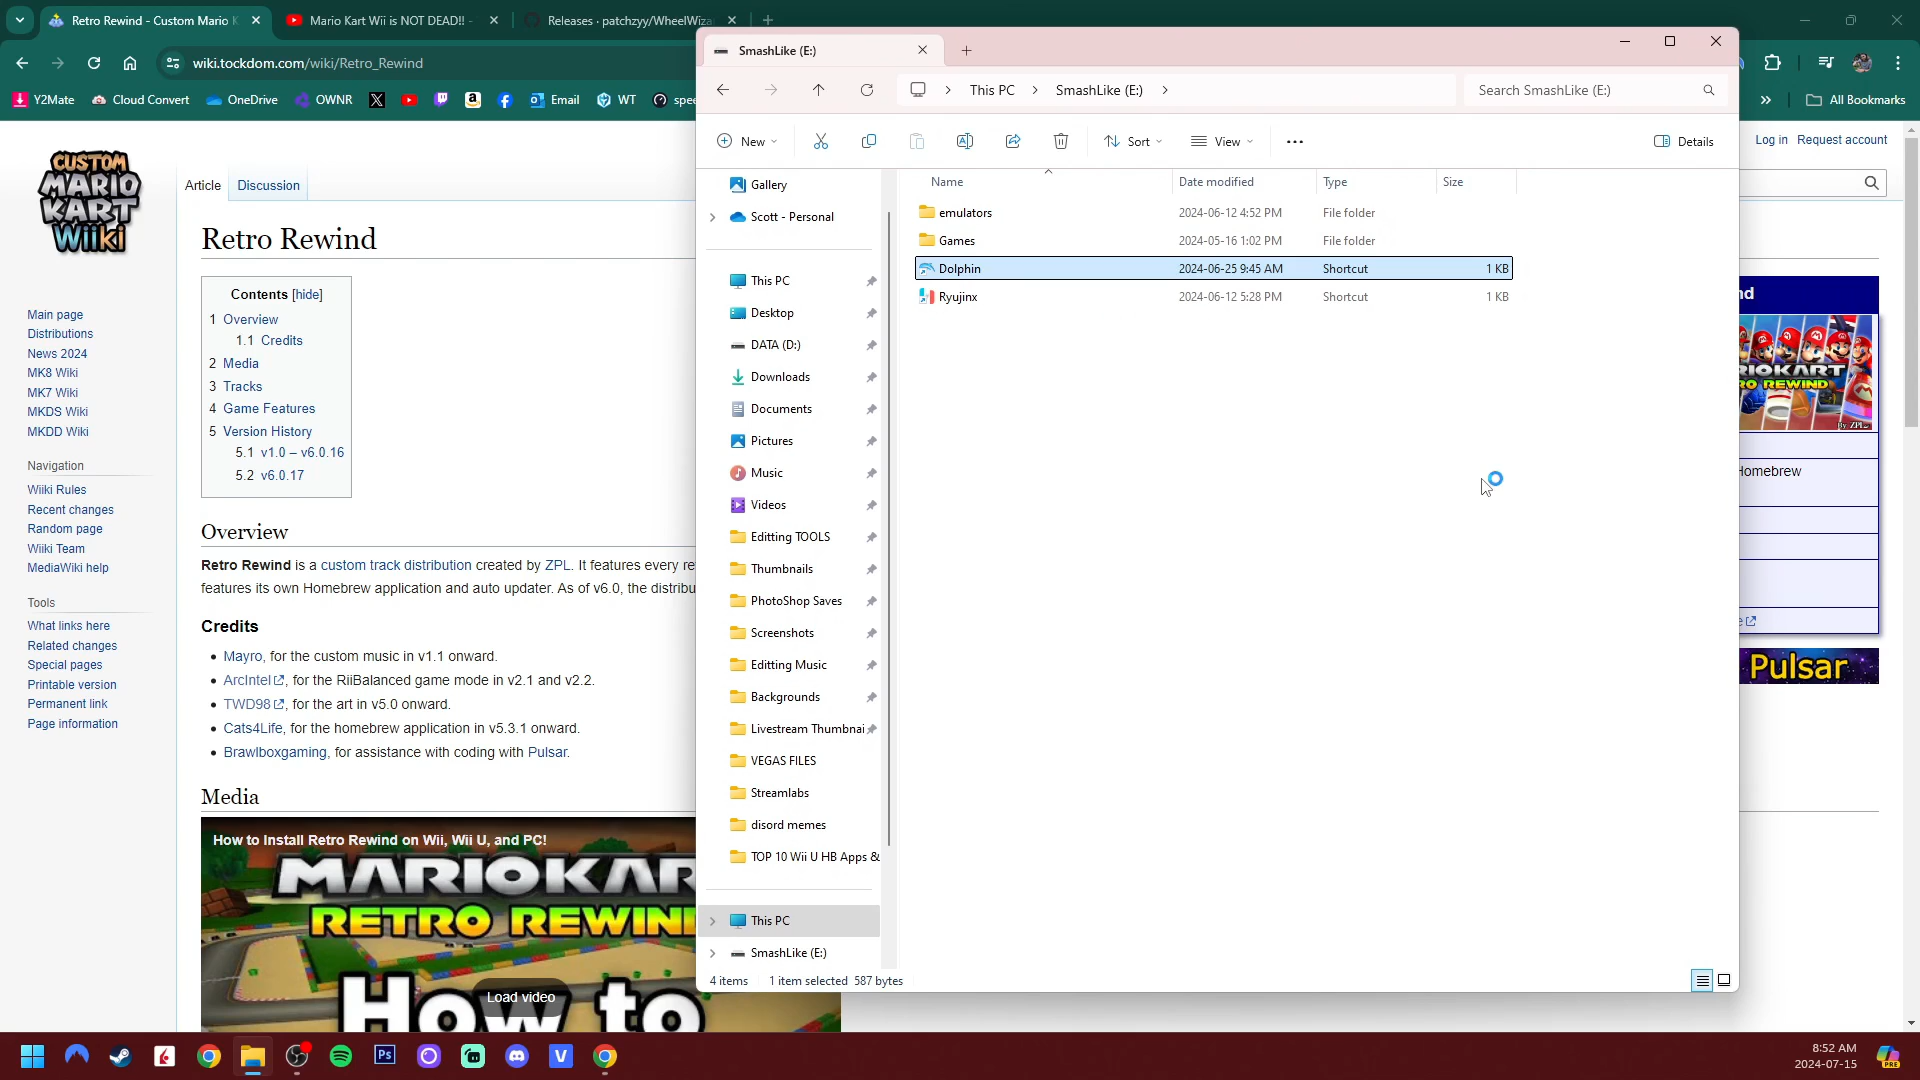 Retro Rewind - Custom Mario K
Mario Kart Wii is NOT DEAD!! -
Releases · patchzyy/WheelWiza
wiki.tockdom.com/wiki/Retro_Rewind
Y2Mate
Cloud Convert
OneDrive
OWNR
Email
WT
spee
All Bookmarks
SmashLike (E:)
This PC
SmashLike (E:)
Search SmashLike (E:)
New
Sort
View
Details
Name
Date modified
Type
Size
emulators
2024-06-12 4:52 PM
File folder
Games
2024-05-16 1:02 PM
File folder
Dolphin
2024-06-25 9:45 AM
Shortcut
1 KB
Ryujinx
2024-06-12 5:28 PM
Shortcut
1 KB
Gallery
Scott - Personal
This PC
Desktop
DATA (D:)
Downloads
Documents
Pictures
Music
Videos
Editing TOOLS
Thumbnails
PhotoShop Saves
Screenshots
Editing Music
Backgrounds
Livestream Thumbnai
VEGAS FILES
Streamlabs
disord memes
TOP 10 Wii U HB Apps &
This PC
SmashLike (E:)
4 items
1 item selected 587 bytes
Log in
Request account
CUSTOM
MARIO
KART
Wiiki
Article
Discussion
Retro Rewind
Contents [hide]
1 Overview
1.1 Credits
2 Media
3 Tracks
4 Game Features
5 Version History
5.1 v1.0 – v6.0.16
5.2 v6.0.17
Main page
Distributions
News 2024
MK8 Wiki
MK7 Wiki
MKDS Wiki
MKDD Wiki
Navigation
Wiiki Rules
Recent changes
Random page
Wiiki Team
MediaWiki help
Tools
What links here
Related changes
Special pages
Printable version
Permanent link
Page information
Overview
Retro Rewind is a custom track distribution created by ZPL. It features every re
features its own Homebrew application and auto updater. As of v6.0, the distribu
Credits
• Mayro, for the custom music in v1.1 onward.
• ArcIntel, for the RiiBalanced game mode in v2.1 and v2.2.
• TWD98, for the art in v5.0 onward.
• Cats4Life, for the homebrew application in v5.3.1 onward.
• Brawlboxgaming, for assistance with coding with Pulsar.
Media
How to Install Retro Rewind on Wii, Wii U, and PC!
MARIO KAR
RETRO REWIN
How to
Load video
nd
RIOKART
RO REWIND
By ZPL
Homebrew
Pulsar
8:52 AM
2024-07-15
Ps
V
PRE